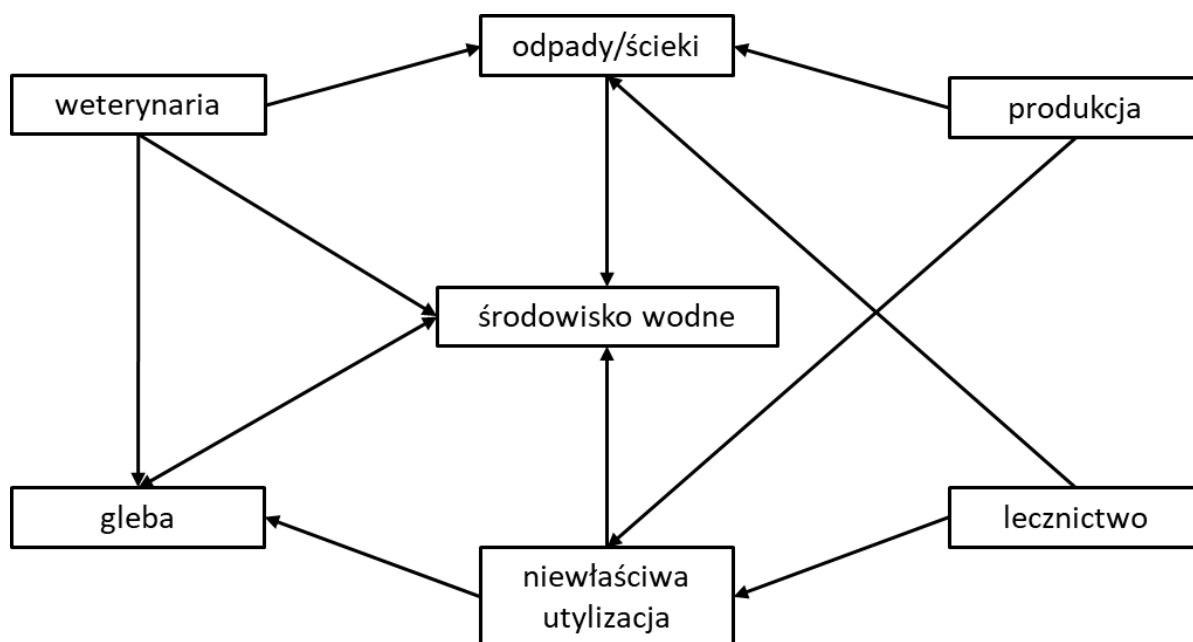 odpady/ścieki
weterynaria
produkcja
środowisko wodne
gleba
lecznictwo
niewłaściwa
utylizacja